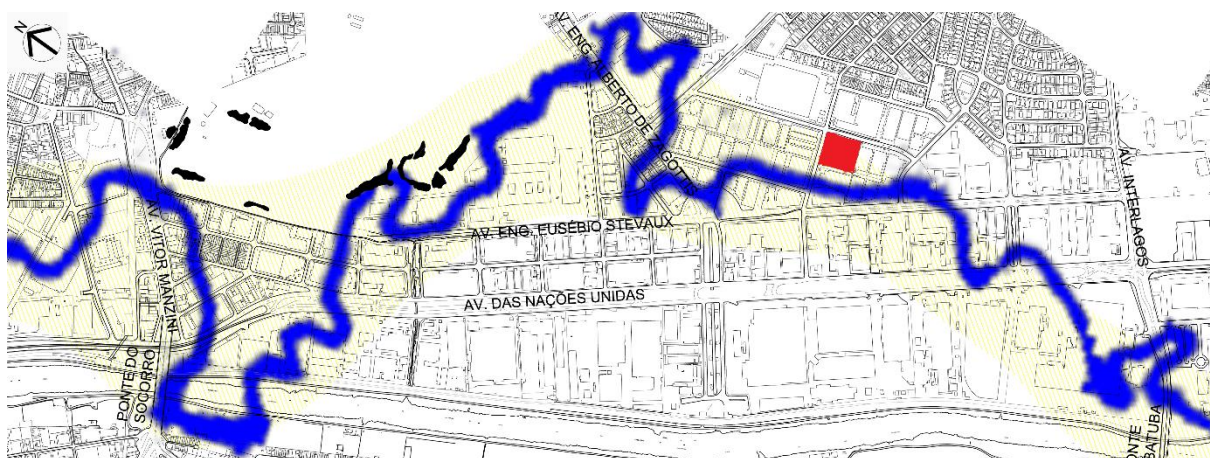 N
AV. ENG. ALBERTO DE ZAGOTTIS
AV. INTERLAGOS
AV. VITOR MANZINI
AV. ENG. EUSÉBIO STEVAUX
AV. DAS NAÇÕES UNIDAS
PONTE DO
SOCORRO